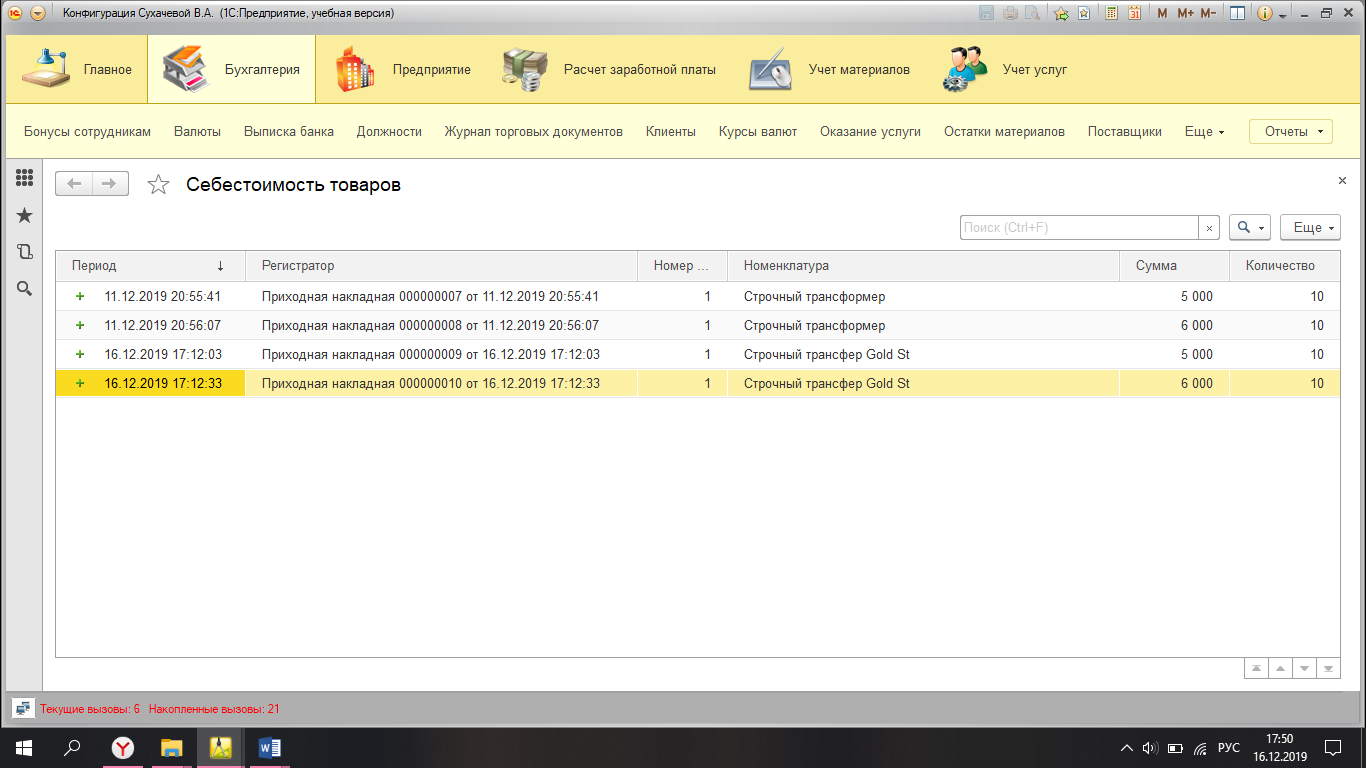 Конфигурация Сухачевой В.А. (1С:Предприятие, учебная версия)
M M+ M-
Главное Бухгалтерия Предприятие Расчет заработной платы Учет материалов Учет услуг
Бонусы сотрудникам Валюты Выписка банка Должности Журнал торговых документов Клиенты Курсы валют Оказание услуги Остатки материалов Поставщики Еще Отчеты
Себестоимость товаров
Поиск (Ctrl+F) Еще
Период Регистратор Номер ... Номенклатура Сумма Количество
11.12.2019 20:55:41 Приходная накладная 000000007 от 11.12.2019 20:55:41 1 Строчный трансформер 5 000 10
11.12.2019 20:56:07 Приходная накладная 000000008 от 11.12.2019 20:56:07 1 Строчный трансформер 6 000 10
16.12.2019 17:12:03 Приходная накладная 000000009 от 16.12.2019 17:12:03 1 Строчный трансфер Gold St 5 000 10
16.12.2019 17:12:33 Приходная накладная 000000010 от 16.12.2019 17:12:33 1 Строчный трансфер Gold St 6 000 10
Текущие вызовы: 6 Накопленные вызовы: 21
РУС
17:50
16.12.2019